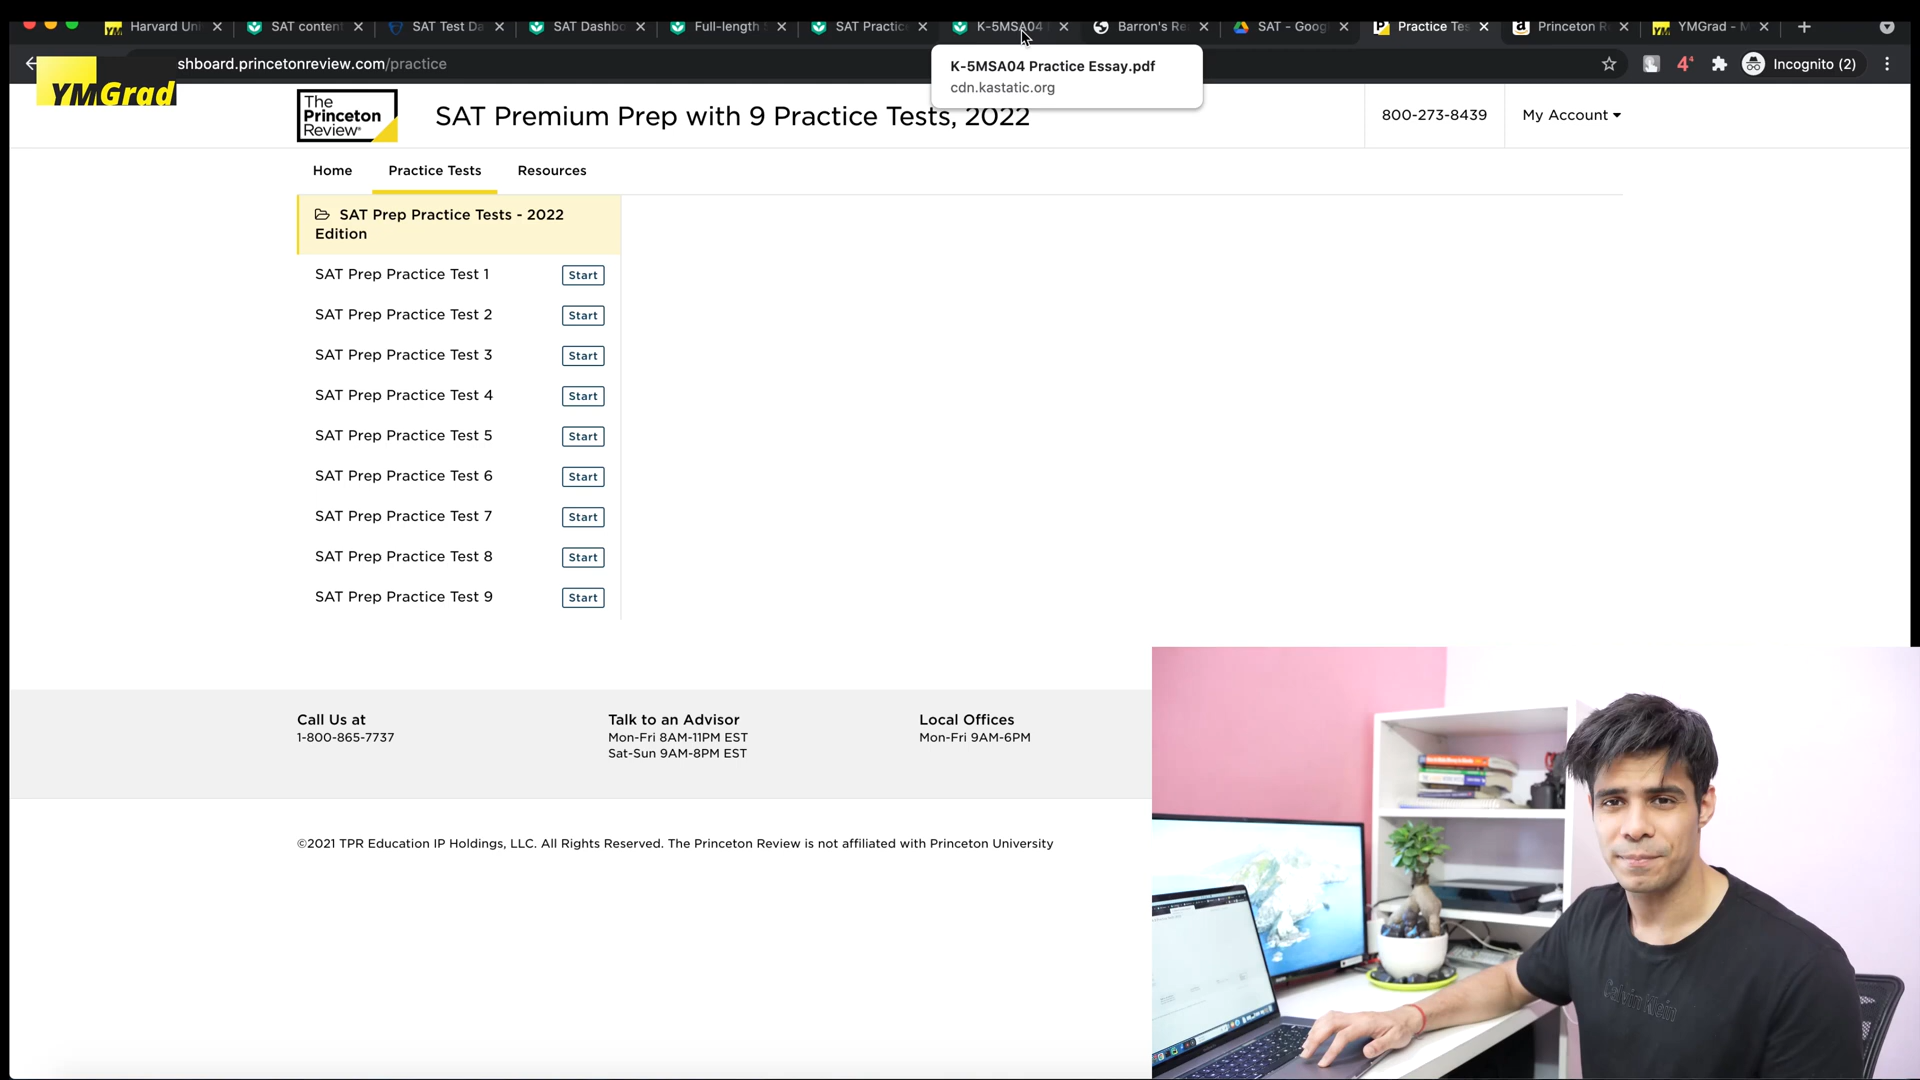 Harvard Uni
SAT content
SAT Test Da
SAT Dashbo
Full-length S
SAT Practice
K-5MSA04
Barron's Re
SAT - Goog
Practice Tes
Princeton R
YMGrad - M
shboard.princetonreview.com/practice
Incognito (2)
K-5MSA04 Practice Essay.pdf
cdn.kastatic.org
YMGrad
The
Princeton
Review
SAT Premium Prep with 9 Practice Tests, 2022
800-273-8439
My Account
Home
Practice Tests
Resources
SAT Prep Practice Tests - 2022
Edition
SAT Prep Practice Test 1 Start
SAT Prep Practice Test 2 Start
SAT Prep Practice Test 3 Start
SAT Prep Practice Test 4 Start
SAT Prep Practice Test 5 Start
SAT Prep Practice Test 6 Start
SAT Prep Practice Test 7 Start
SAT Prep Practice Test 8 Start
SAT Prep Practice Test 9 Start
Call Us at
1-800-865-7737
Talk to an Advisor
Mon-Fri 8AM-11PM EST
Sat-Sun 9AM-8PM EST
Local Offices
Mon-Fri 9AM-6PM
©2021 TPR Education IP Holdings, LLC. All Rights Reserved. The Princeton Review is not affiliated with Princeton University
Calvin Klein